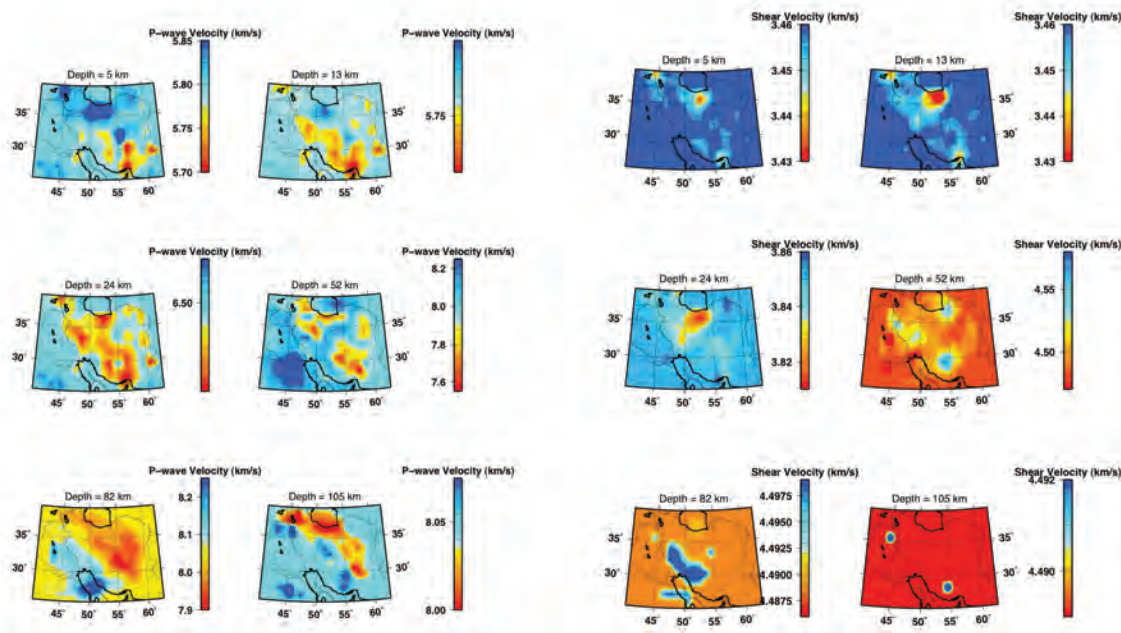 P-wave Velocity (km/s)
5.85
5.80
5.75
5.70
Depth = 5 km
35
30
45° 50° 55° 60°
P-wave Velocity (km/s)
5.75
Depth = 13 km
35°
30°
45° 50° 55° 60°
Shear Velocity (km/s)
3.46
3.45
3.44
3.43
Depth = 5 km
35
30
45° 50° 55° 60°
Shear Velocity (km/s)
3.46
3.45
3.44
3.43
Depth = 13 km
35°
30°
45° 50° 55° 60°
P-wave Velocity (km/s)
6.50
Depth = 24 km
35
30
45° 50° 55° 60°
P-wave Velocity (km/s)
8.2
8.0
7.8
7.6
Depth = 52 km
35°
30°
45° 50° 55° 60°
Shear Velocity (km/s)
3.86
3.84
3.82
Depth = 24 km
35
30
45° 50° 55° 60°
Shear Velocity (km/s)
4.55
4.50
Depth = 52 km
35°
30°
45° 50° 55° 60°
P-wave Velocity (km/s)
8.2
8.1
8.0
7.9
Depth = 82 km
35
30
45° 50° 55° 60°
P-wave Velocity (km/s)
8.05
8.00
Depth = 105 km
35°
30°
45° 50° 55° 60°
Shear Velocity (km/s)
4.4975
4.4950
4.4925
4.4900
4.4875
Depth = 82 km
35
30
45° 50° 55° 60°
Shear Velocity (km/s)
4.492
4.490
Depth = 105 km
35°
30°
45° 50° 55° 60°